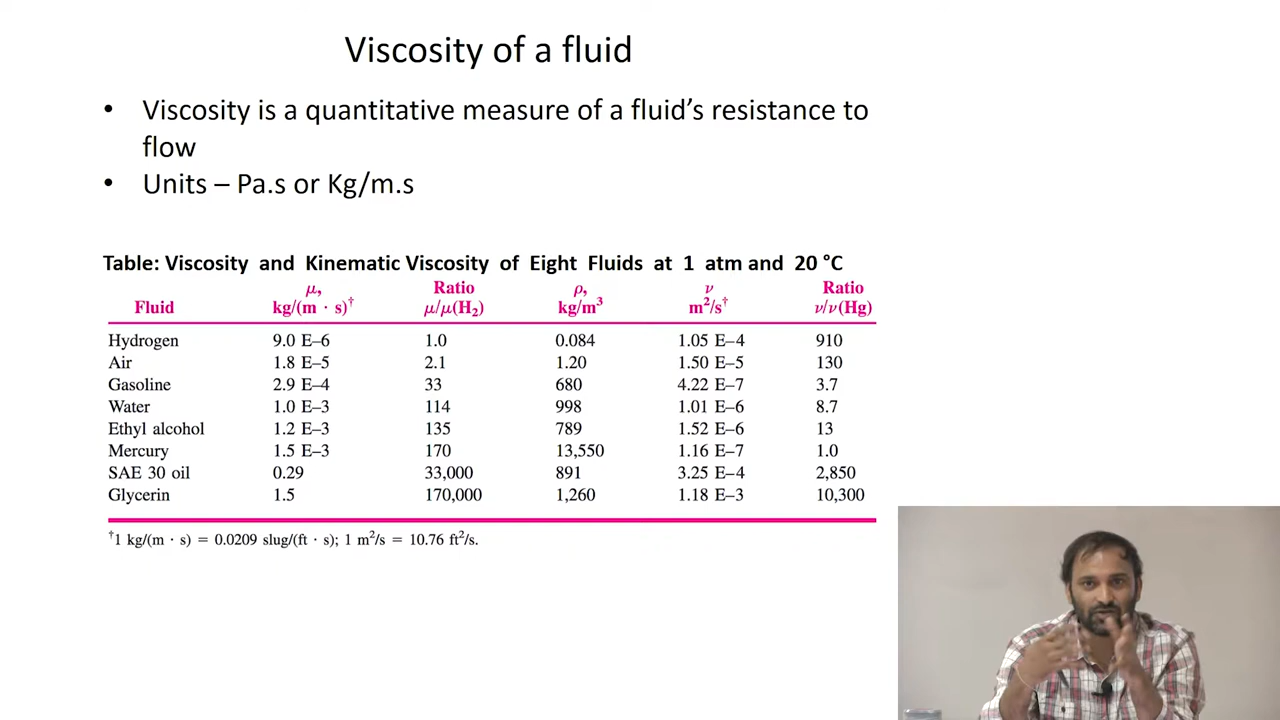 Viscosity of a fluid
• Viscosity is a quantitative measure of a fluid’s resistance to
flow
• Units – Pa.s or Kg/m.s
Table: Viscosity and Kinematic Viscosity of Eight Fluids at 1 atm and 20 °C
Fluid μ, kg/(m · s)† Ratio μ/μ(H₂) ρ, kg/m³ ν m²/s† Ratio ν/ν(Hg)
Hydrogen 9.0 E–6 1.0 0.084 1.05 E–4 910
Air 1.8 E–5 2.1 1.20 1.50 E–5 130
Gasoline 2.9 E–4 33 680 4.22 E–7 3.7
Water 1.0 E–3 114 998 1.01 E–6 8.7
Ethyl alcohol 1.2 E–3 135 789 1.52 E–6 13
Mercury 1.5 E–3 170 13,550 1.16 E–7 1.0
SAE 30 oil 0.29 33,000 891 3.25 E–4 2,850
Glycerin 1.5 170,000 1,260 1.18 E–3 10,300
†1 kg/(m · s) = 0.0209 slug/(ft · s); 1 m²/s = 10.76 ft²/s.